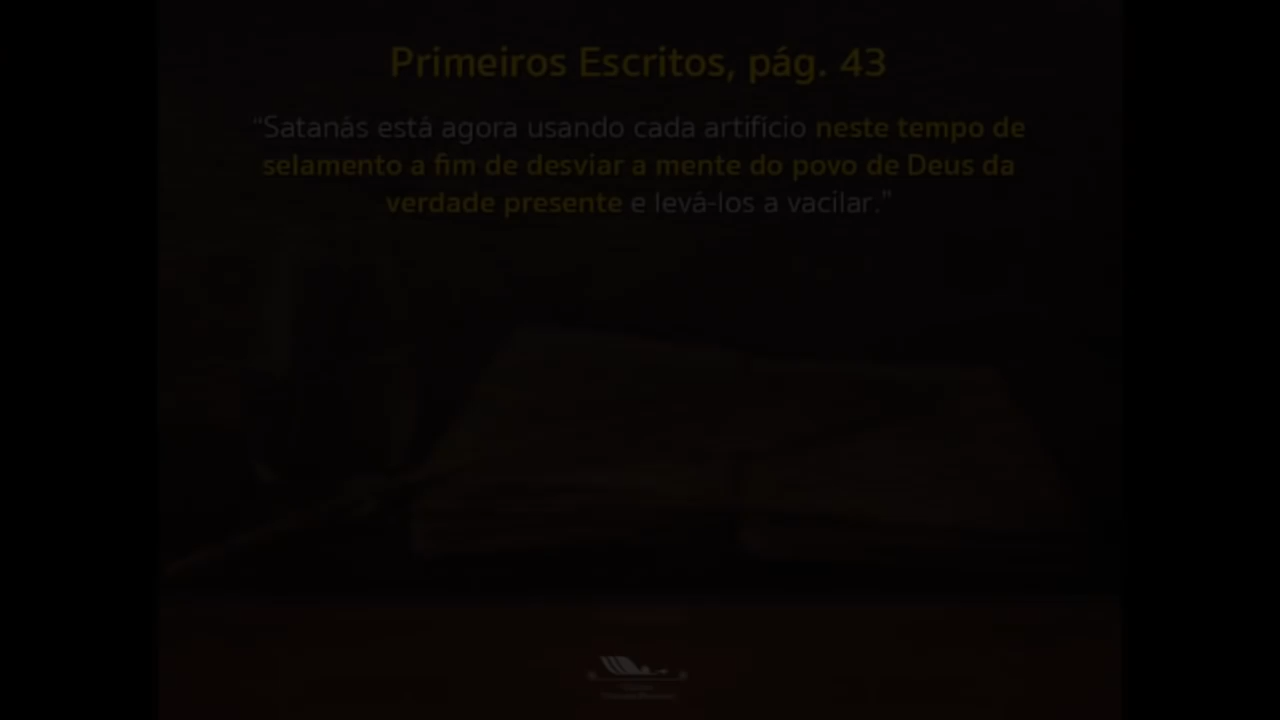 Primeiros Escritos, pág. 43
“Satanás está agora usando cada artifício neste tempo de
selamento a fim de desviar a mente do povo de Deus da
verdade presente e levá-los a vacilar.”